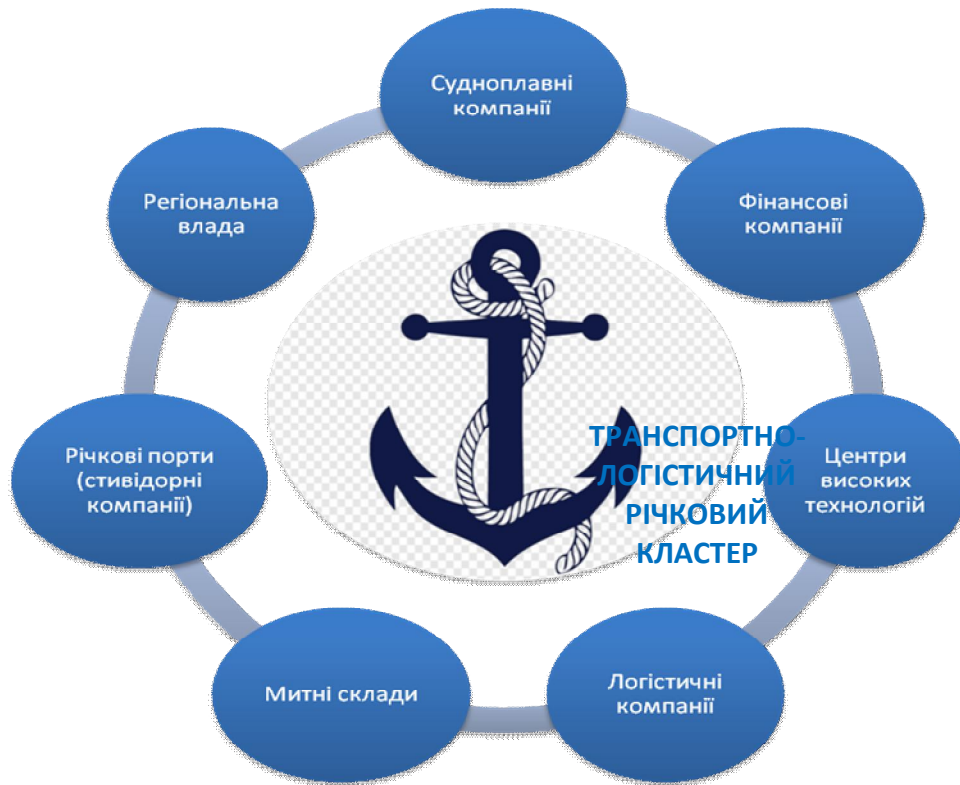 Судноплавні
компанії
Фінансові
компанії
Центри
високих
технологій
Логістичні
компанії
Митні склади
Річкові порти
(стивідорні
компанії)
Регіональна
влада
ТРАНСПОРТНО-
ЛОГІСТИЧНИЙ
РІЧКОВИЙ
КЛАСТЕР